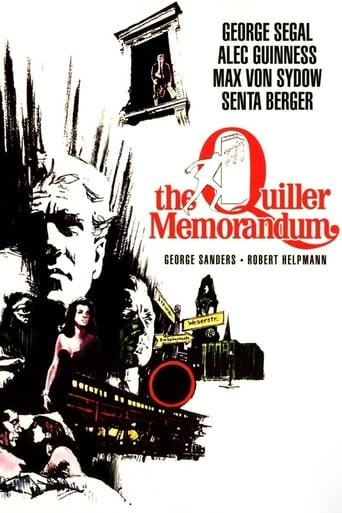 GEORGE SEGAL
ALEC GUINNESS
MAX VON SYDOW
SENTA BERGER
the Quiller
Memorandum
GEORGE SANDERS • ROBERT HELPMANN
Weserstr.